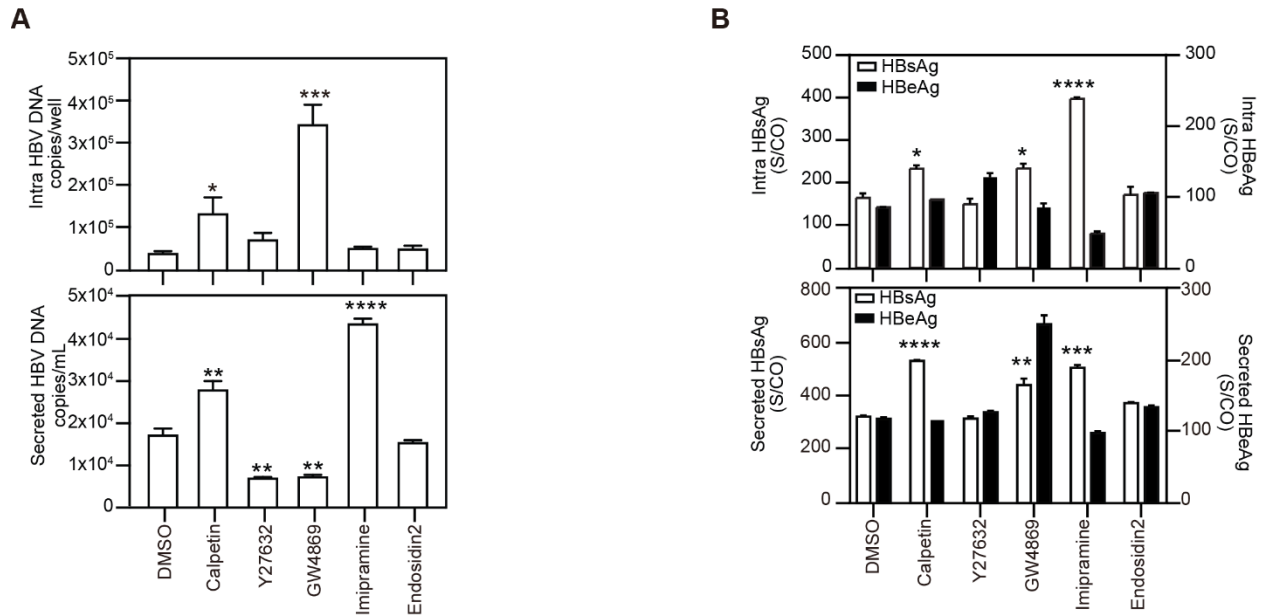 A
Intra HBV DNA
copies/well
5x10⁵
4x10⁵
3x10⁵
2x10⁵
1x10⁵
0
*
***
Secreted HBV DNA
copies/mL
5x10⁴
4x10⁴
3x10⁴
2x10⁴
1x10⁴
0
**
**
**
****
DMSO
Calpetin
Y27632
GW4869
Imipramine
Endosidin2
B
Intra HBsAg
(S/CO)
500
400
300
200
100
0
HBsAg
HBeAg
*
*
****
300
200
100
0
Intra HBeAg
(S/CO)
Secreted HBsAg
(S/CO)
800
600
400
200
0
HBsAg
HBeAg
****
**
***
300
200
100
0
Secreted HBeAg
(S/CO)
DMSO
Calpetin
Y27632
GW4869
Imipramine
Endosidin2